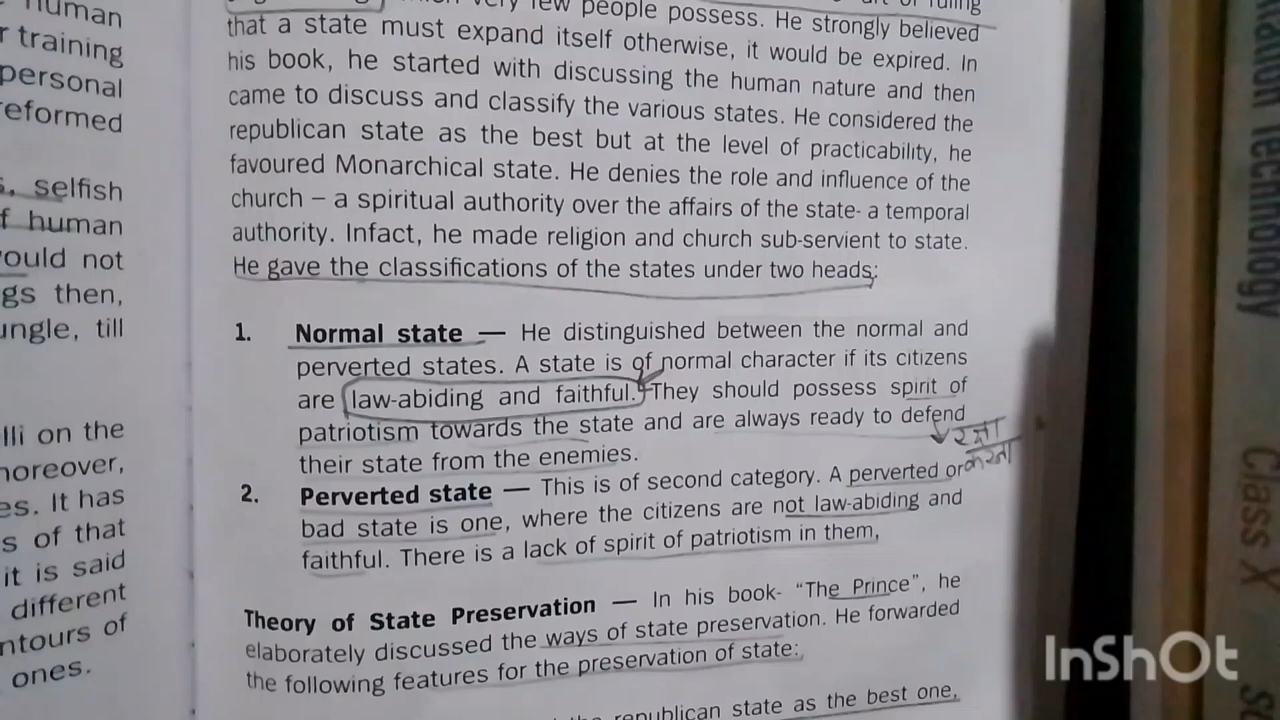 human
training
personal
reformed
selfish
human
would not
gs then,
ungle, till
lli on the
moreover,
es. It has
s of that
it is said
different
ntours of
ones.
very few people possess. He strongly believed
that a state must expand itself otherwise, it would be expired. In
his book, he started with discussing the human nature and then
came to discuss and classify the various states. He considered the
republican state as the best but at the level of practicability, he
favoured Monarchical state. He denies the role and influence of the
church – a spiritual authority over the affairs of the state- a temporal
authority. Infact, he made religion and church sub-servient to state.
He gave the classifications of the states under two heads;
1. Normal state — He distinguished between the normal and
perverted states. A state is of normal character if its citizens
are law-abiding and faithful. They should possess spirit of
patriotism towards the state and are always ready to defend
their state from the enemies.
रक्षा
करना
2. Perverted state — This is of second category. A perverted or
bad state is one, where the citizens are not law-abiding and
faithful. There is a lack of spirit of patriotism in them,
Theory of State Preservation — In his book- “The Prince”, he
elaborately discussed the ways of state preservation. He forwarded
the following features for the preservation of state:
republican state as the best one,
Technology
Class X
InShOt